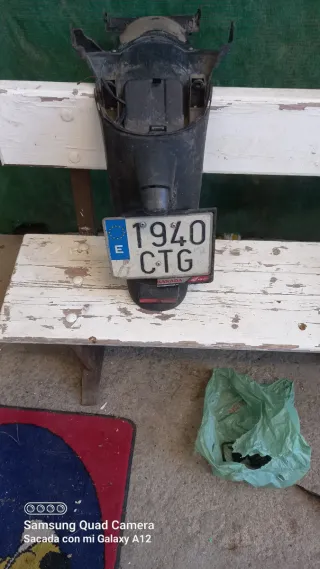 E
1940
CTG
Samsung Quad Camera
Sacada con mi Galaxy A12